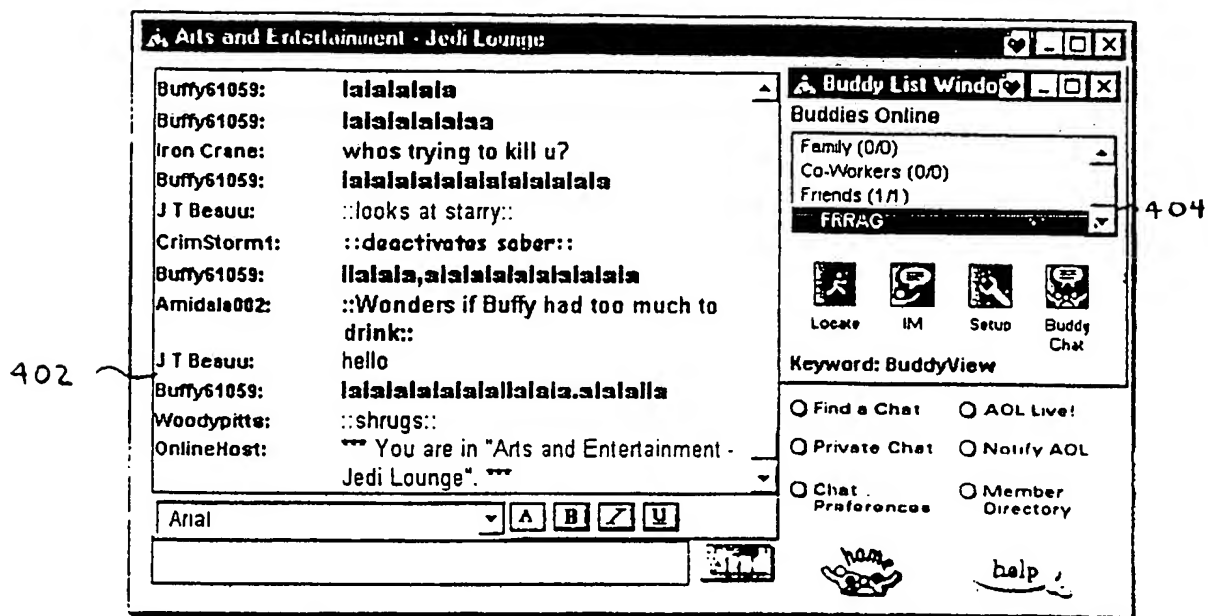 Arts and Entertainment - Jedi Lounge
Buffy61059: lalalalala
Buffy61059: lalalalalalaa
Iron Crane: whos trying to kill u?
Buffy61059: lalalalalalalalalalalala
J T Beauu: ::looks at starry::
CrimStorm1: ::deactivates saber::
Buffy61059: llalala,alalalalalalalalala
Amidala002: ::Wonders if Buffy had too much to
drink::
J T Beauu: hello
Buffy61059: lalalalalalalallalala.alalalla
Woodypitts: ::shrugs::
OnlineHost: *** You are in "Arts and Entertainment -
Jedi Lounge". ***
Arial A B I U
402
Buddy List Windo
Buddies Online
Family (0/0)
Co-Workers (0/0)
Friends (1/1)
FRRAG
404
Locate IM Setup Buddy
Chat
Keyword: BuddyView
Find a Chat AOL Live!
Private Chat Notify AOL
Chat Member
Preferences Directory
home help